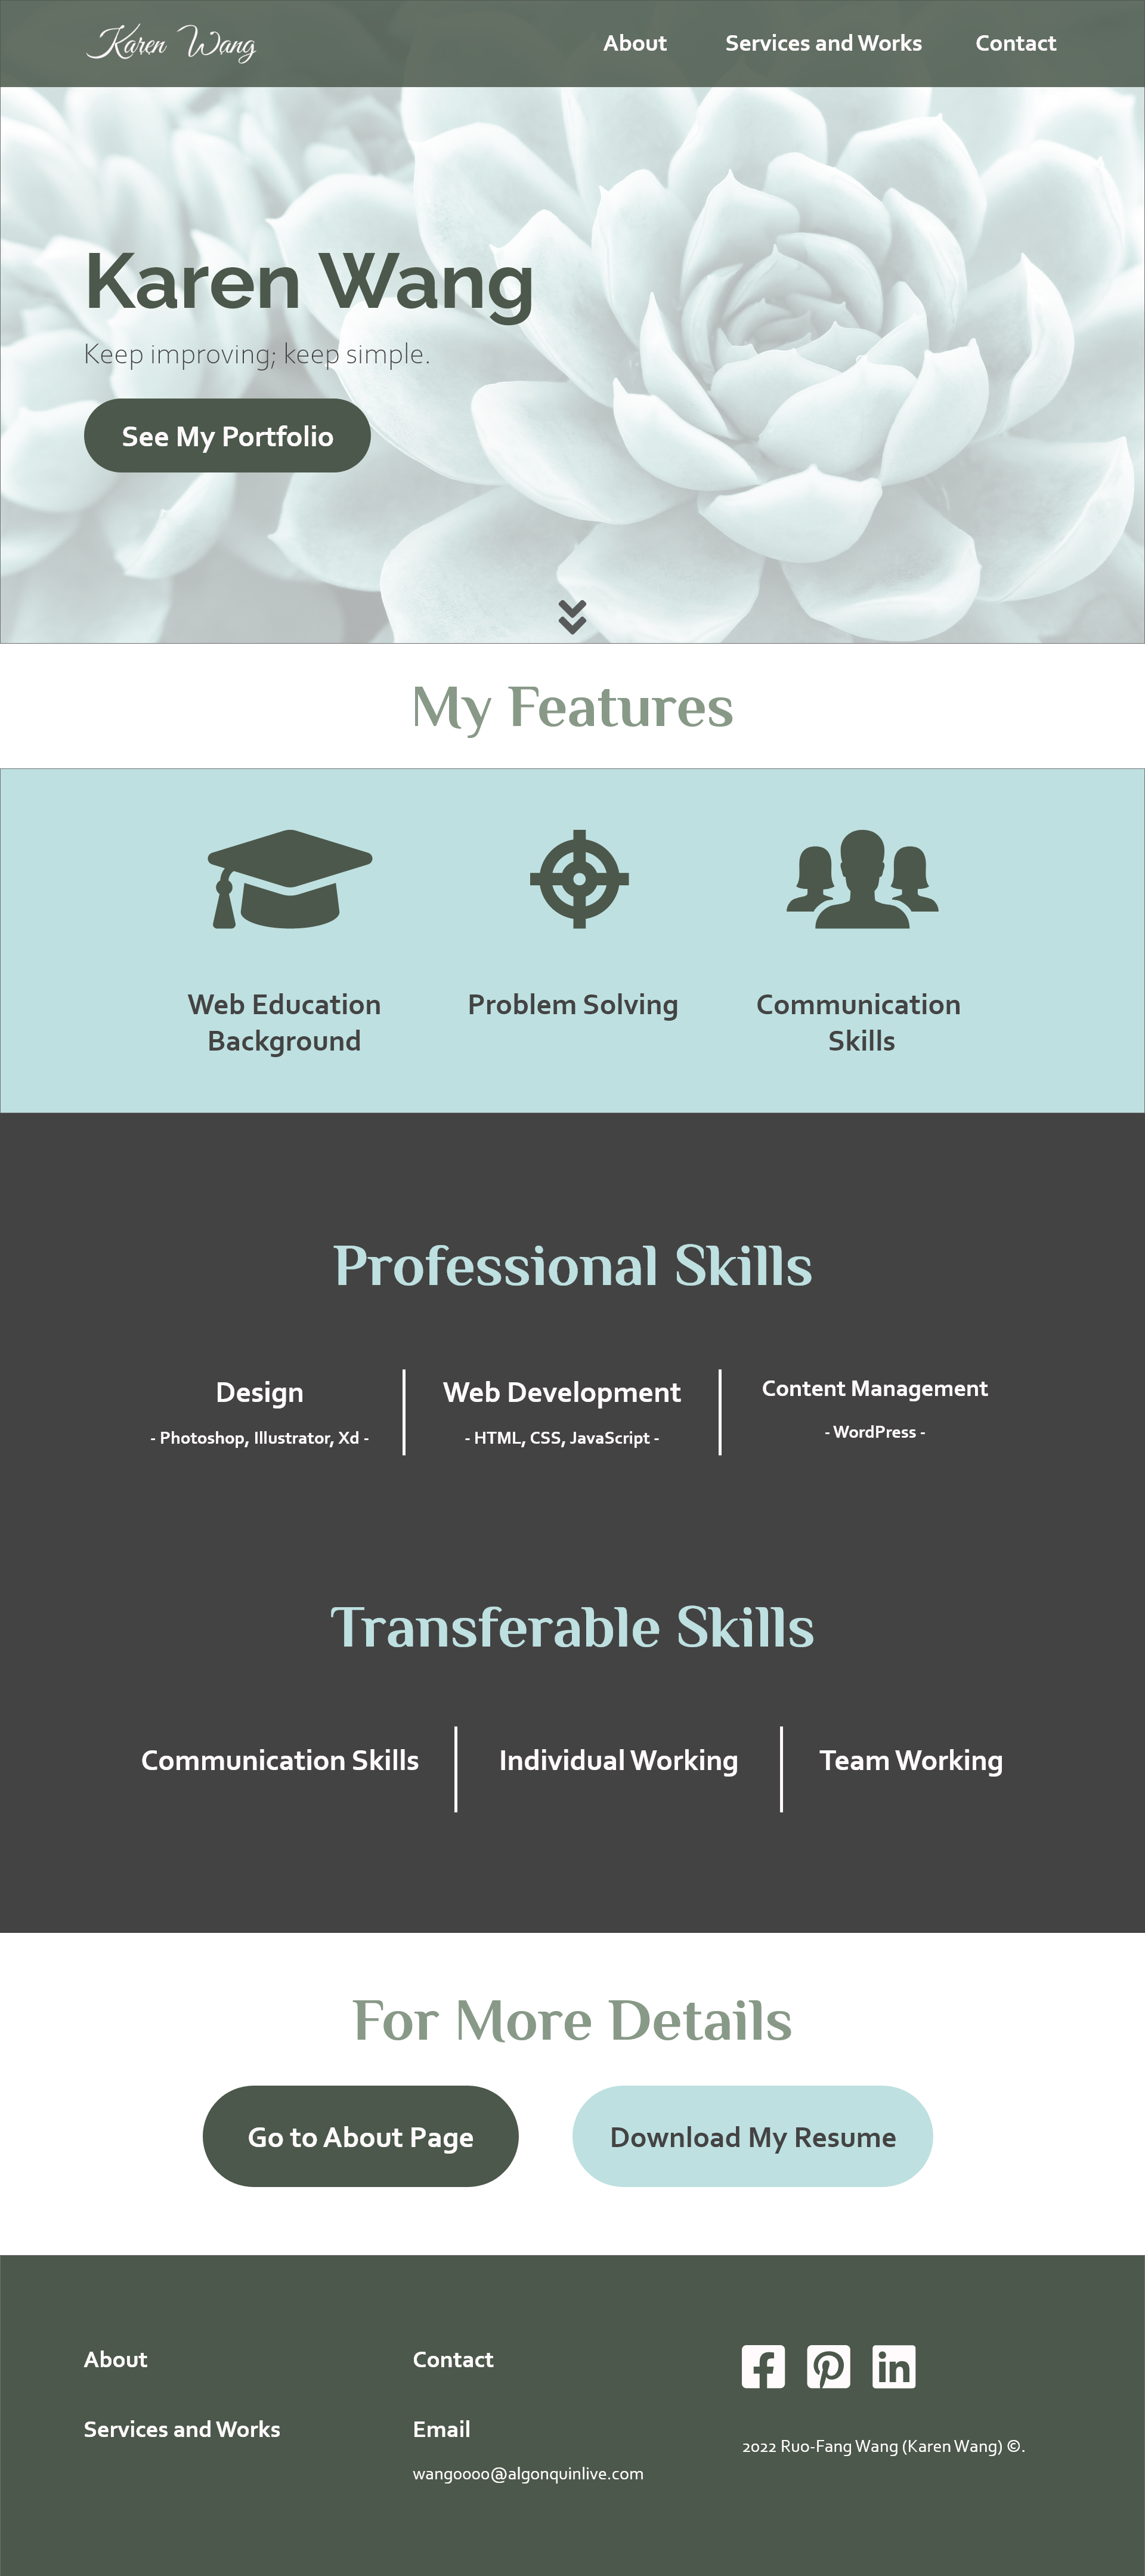 Karen Wang
About
Services and Works
Contact
Karen Wang
Keep improving; keep simple.
See My Portfolio
My Features
Web Education
Background
Problem Solving
Communication
Skills
Professional Skills
Design
- Photoshop, Illustrator, Xd -
Web Development
- HTML, CSS, JavaScript -
Content Management
- WordPress -
Transferable Skills
Communication Skills
Individual Working
Team Working
For More Details
Go to About Page
Download My Resume
About
Services and Works
Contact
Email
wang0000@algonquinlive.com
2022 Ruo-Fang Wang (Karen Wang) ©.